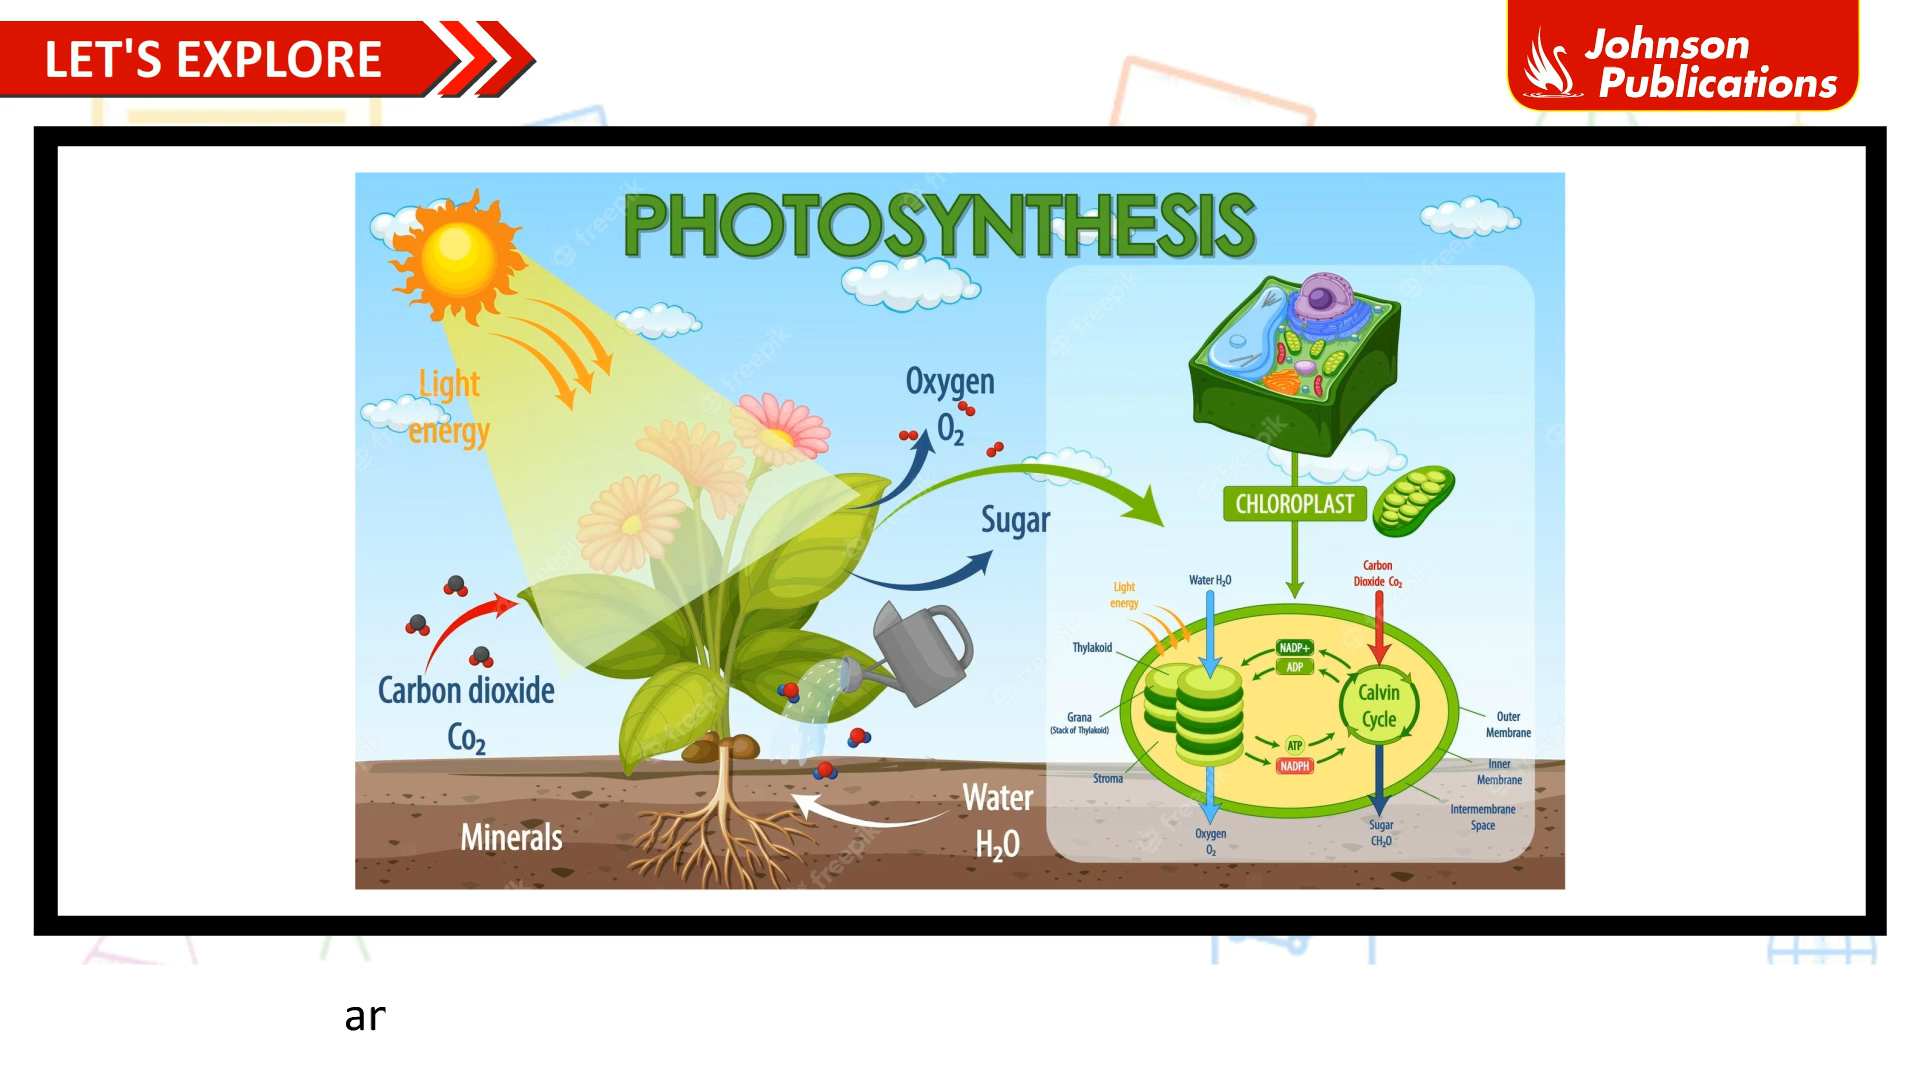 LET'S EXPLORE
Johnson
Publications
PHOTOSYNTHESIS
Light
energy
Oxygen
O₂
Sugar
Carbon dioxide
Co₂
Minerals
Water
H₂O
CHLOROPLAST
Light
energy
Water H₂O
Carbon
Dioxide Co₂
Thylakoid
NADP+
ADP
Calvin
Cycle
Grana
(Stack of Thylakoid)
Outer
Membrane
ATP
NADPH
Stroma
Inner
Membrane
Intermembrane
Space
Oxygen
O₂
Sugar
CH₂O
freepik
ar